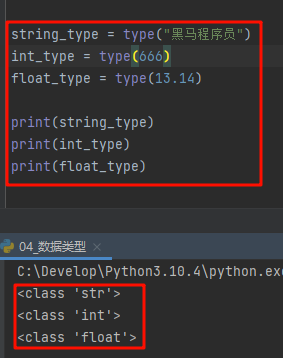 string_type = type("黑马程序员")
int_type = type(666)
float_type = type(13.14)
print(string_type)
print(int_type)
print(float_type)
04_数据类型 ×
C:\Develop\Python3.10.4\python.exe
<class 'str'>
<class 'int'>
<class 'float'>